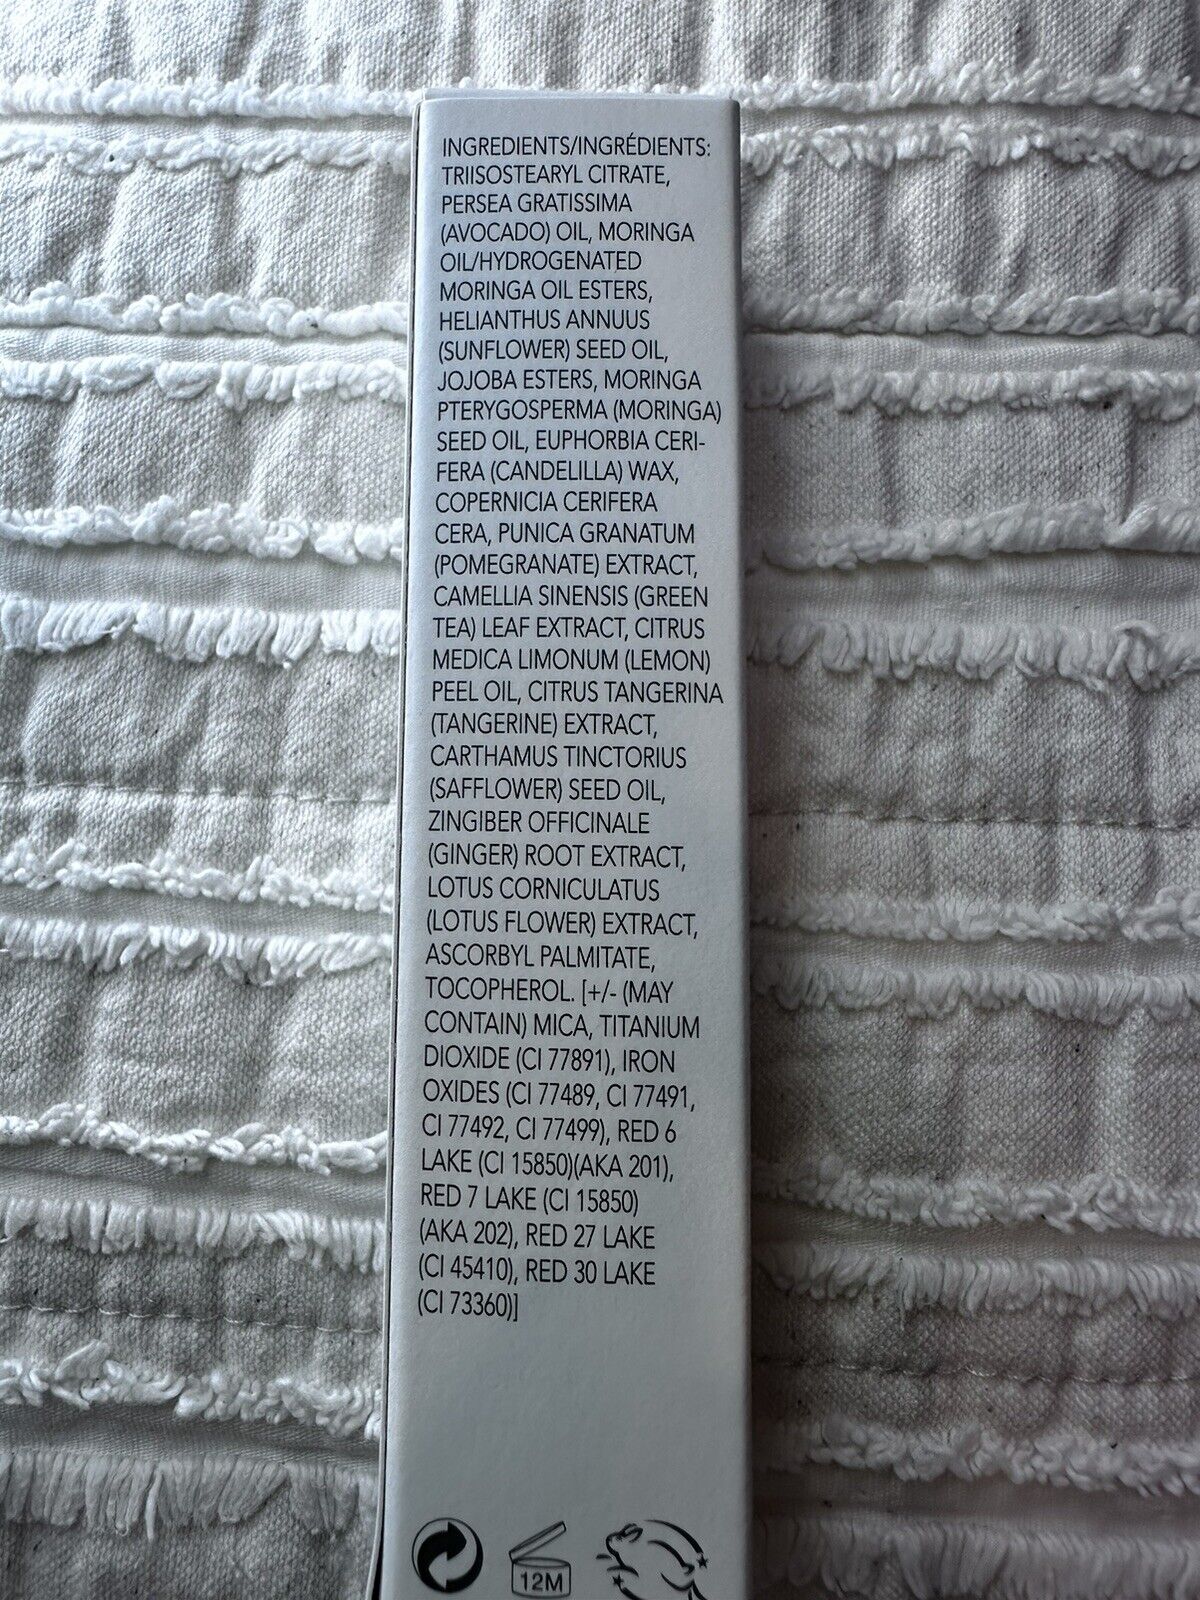 INGREDIENTS/INGRÉDIENTS:
TRIISOSTEARYL CITRATE,
PERSEA GRATISSIMA
(AVOCADO) OIL, MORINGA
OIL/HYDROGENATED
MORINGA OIL ESTERS,
HELIANTHUS ANNUUS
(SUNFLOWER) SEED OIL,
JOJOBA ESTERS, MORINGA
PTERYGOSPERMA (MORINGA)
SEED OIL, EUPHORBIA CERI-
FERA (CANDELILLA) WAX,
COPERNICIA CERIFERA
CERA, PUNICA GRANATUM
(POMEGRANATE) EXTRACT,
CAMELLIA SINENSIS (GREEN
TEA) LEAF EXTRACT, CITRUS
MEDICA LIMONUM (LEMON)
PEEL OIL, CITRUS TANGERINA
(TANGERINE) EXTRACT,
CARTHAMUS TINCTORIUS
(SAFFLOWER) SEED OIL,
ZINGIBER OFFICINALE
(GINGER) ROOT EXTRACT,
LOTUS CORNICULATUS
(LOTUS FLOWER) EXTRACT,
ASCORBYL PALMITATE,
TOCOPHEROL. [+/- (MAY
CONTAIN) MICA, TITANIUM
DIOXIDE (CI 77891), IRON
OXIDES (CI 77489, CI 77491,
CI 77492, CI 77499), RED 6
LAKE (CI 15850)(AKA 201),
RED 7 LAKE (CI 15850)
(AKA 202), RED 27 LAKE
(CI 45410), RED 30 LAKE
(CI 73360)]
12M